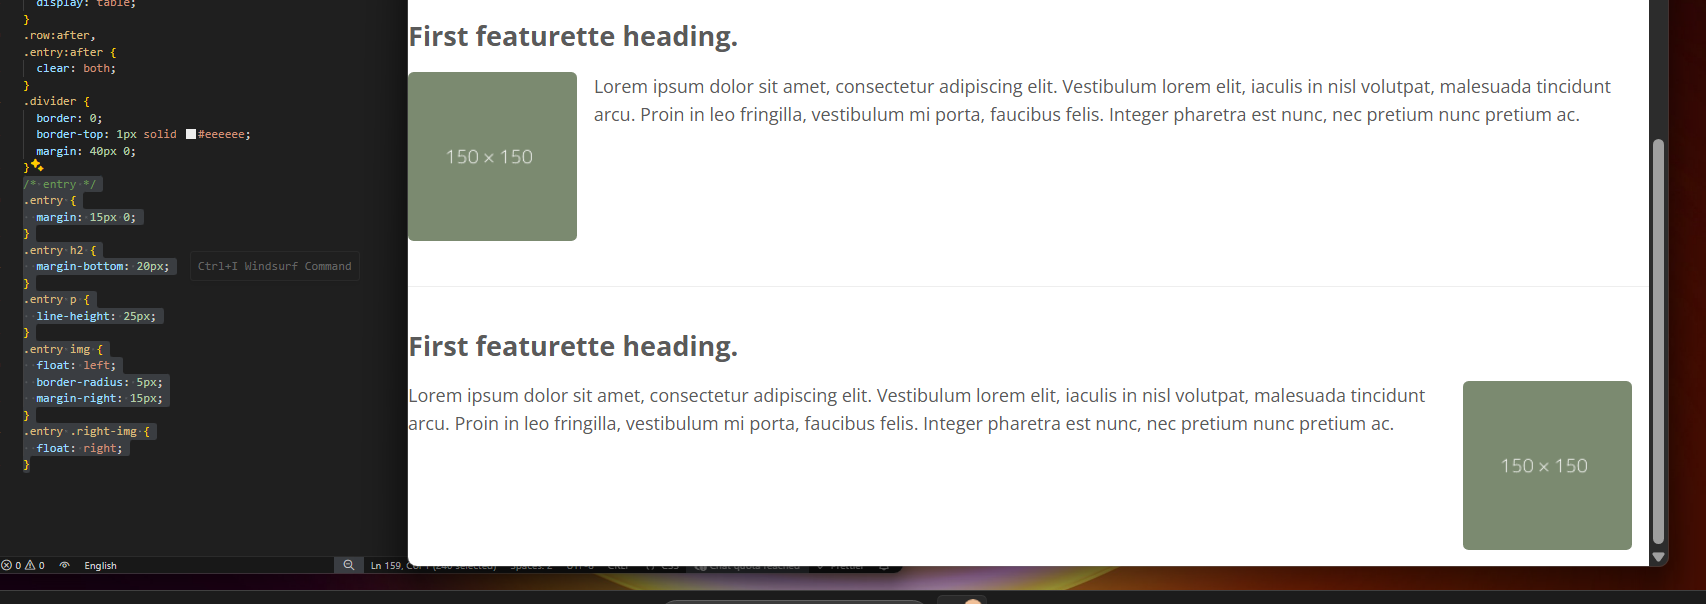 display: table;
}
.row:after,
.entry:after {
clear: both;
}
.divider {
border: 0;
border-top: 1px solid #eeeeee;
margin: 40px 0;
}
/* entry */
.entry {
margin: 15px 0;
}
.entry h2 {
margin-bottom: 20px;
Ctrl+I Windsurf Command
}
.entry p {
line-height: 25px;
}
.entry img {
float: left;
border-radius: 5px;
margin-right: 15px;
}
.entry .right-img {
float: right;
}
0 0 English
Ln 159,
First featurette heading.
150 × 150
Lorem ipsum dolor sit amet, consectetur adipiscing elit. Vestibulum lorem elit, iaculis in nisl volutpat, malesuada tincidunt
arcu. Proin in leo fringilla, vestibulum mi porta, faucibus felis. Integer pharetra est nunc, nec pretium nunc pretium ac.
First featurette heading.
Lorem ipsum dolor sit amet, consectetur adipiscing elit. Vestibulum lorem elit, iaculis in nisl volutpat, malesuada tincidunt
arcu. Proin in leo fringilla, vestibulum mi porta, faucibus felis. Integer pharetra est nunc, nec pretium nunc pretium ac.
150 × 150